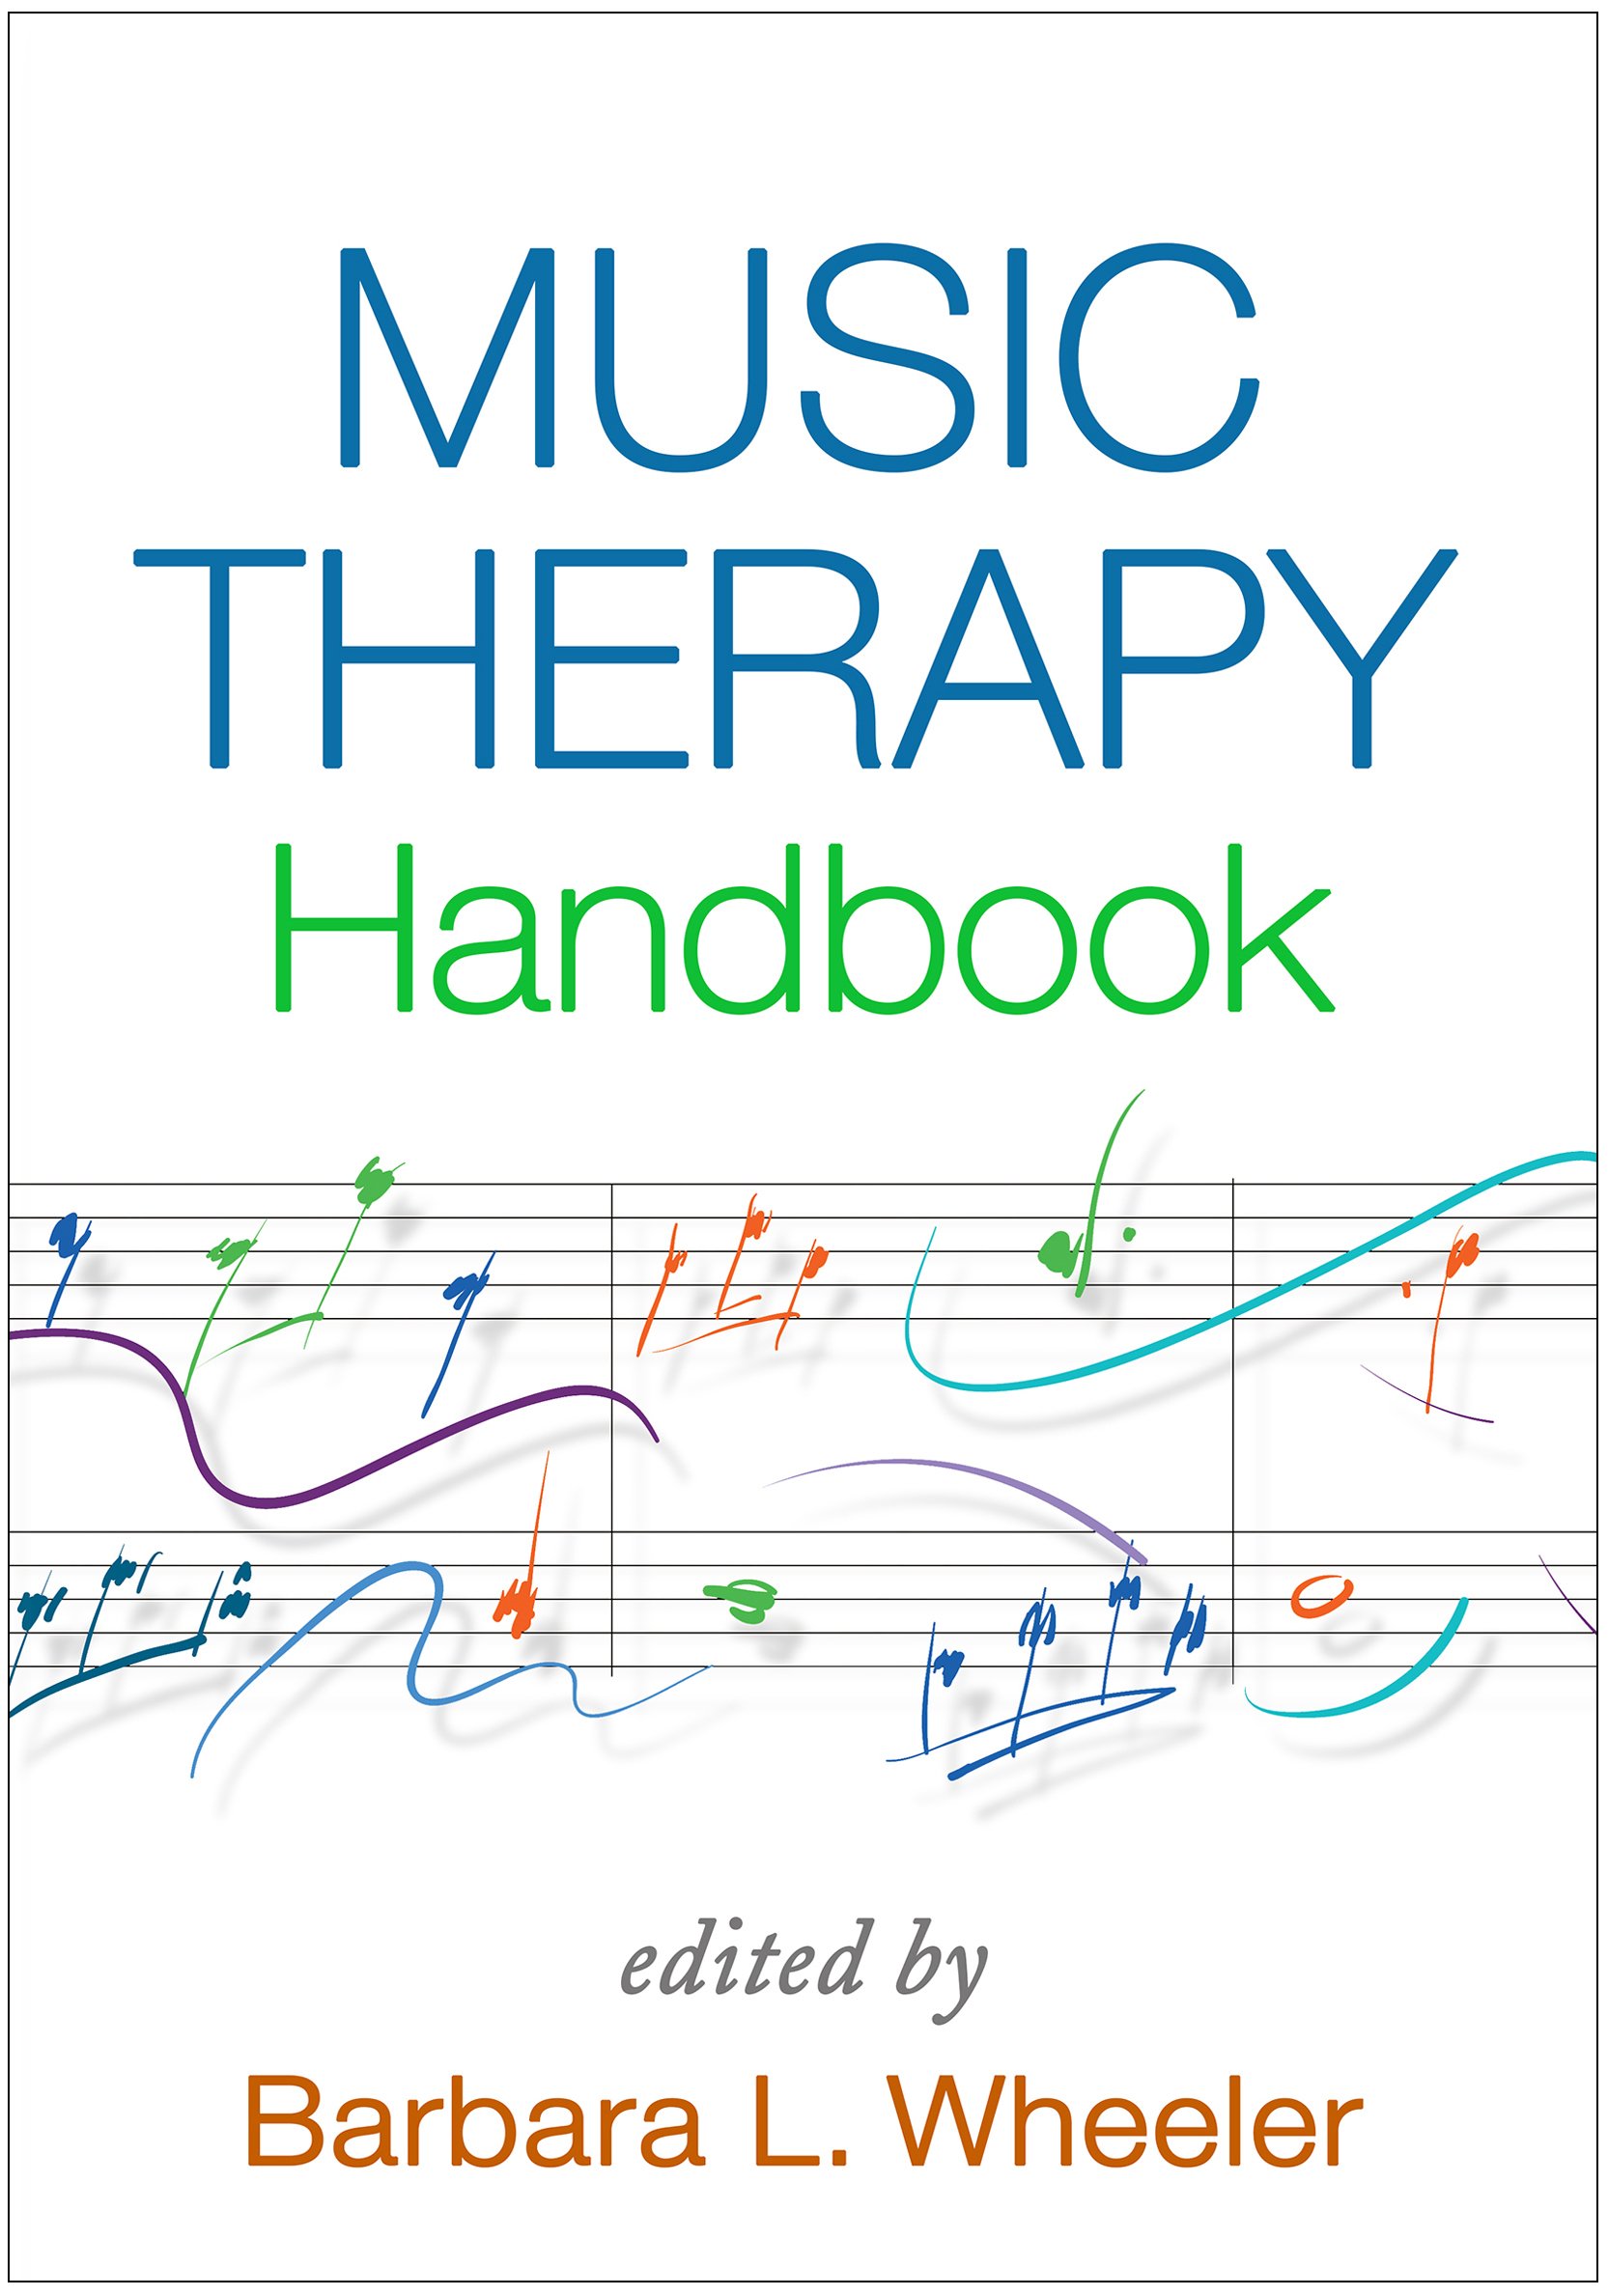 MUSIC
THERAPY
Handbook
edited by
Barbara L. Wheeler